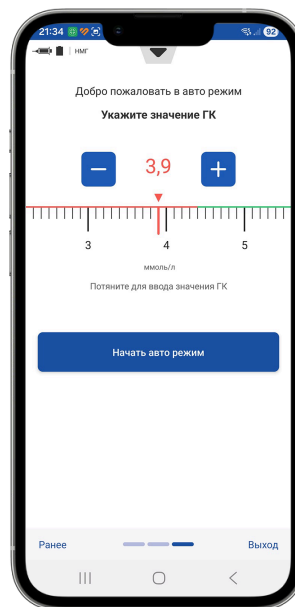 21:34
92
НМГ
Добро пожаловать в авто режим
Укажите значение ГК
3,9
3 4 5
ммоль/л
Потяните для ввода значения ГК
Начать авто режим
Ранее
Выход